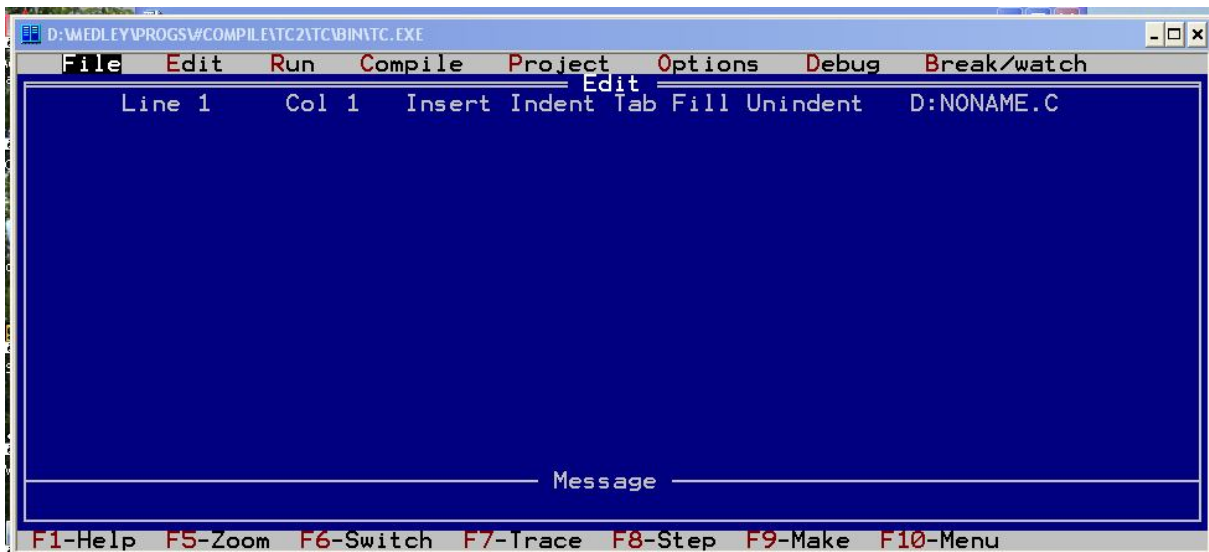 D:\MEDLEY\PROGS\#COMPILE\TC2\TC\BIN\TC.EXE
File Edit Run Compile Project Options Debug Break/watch
Edit
Line 1 Col 1 Insert Indent Tab Fill Unindent D:NONAME.C
Message
F1-Help F5-Zoom F6-Switch F7-Trace F8-Step F9-Make F10-Menu